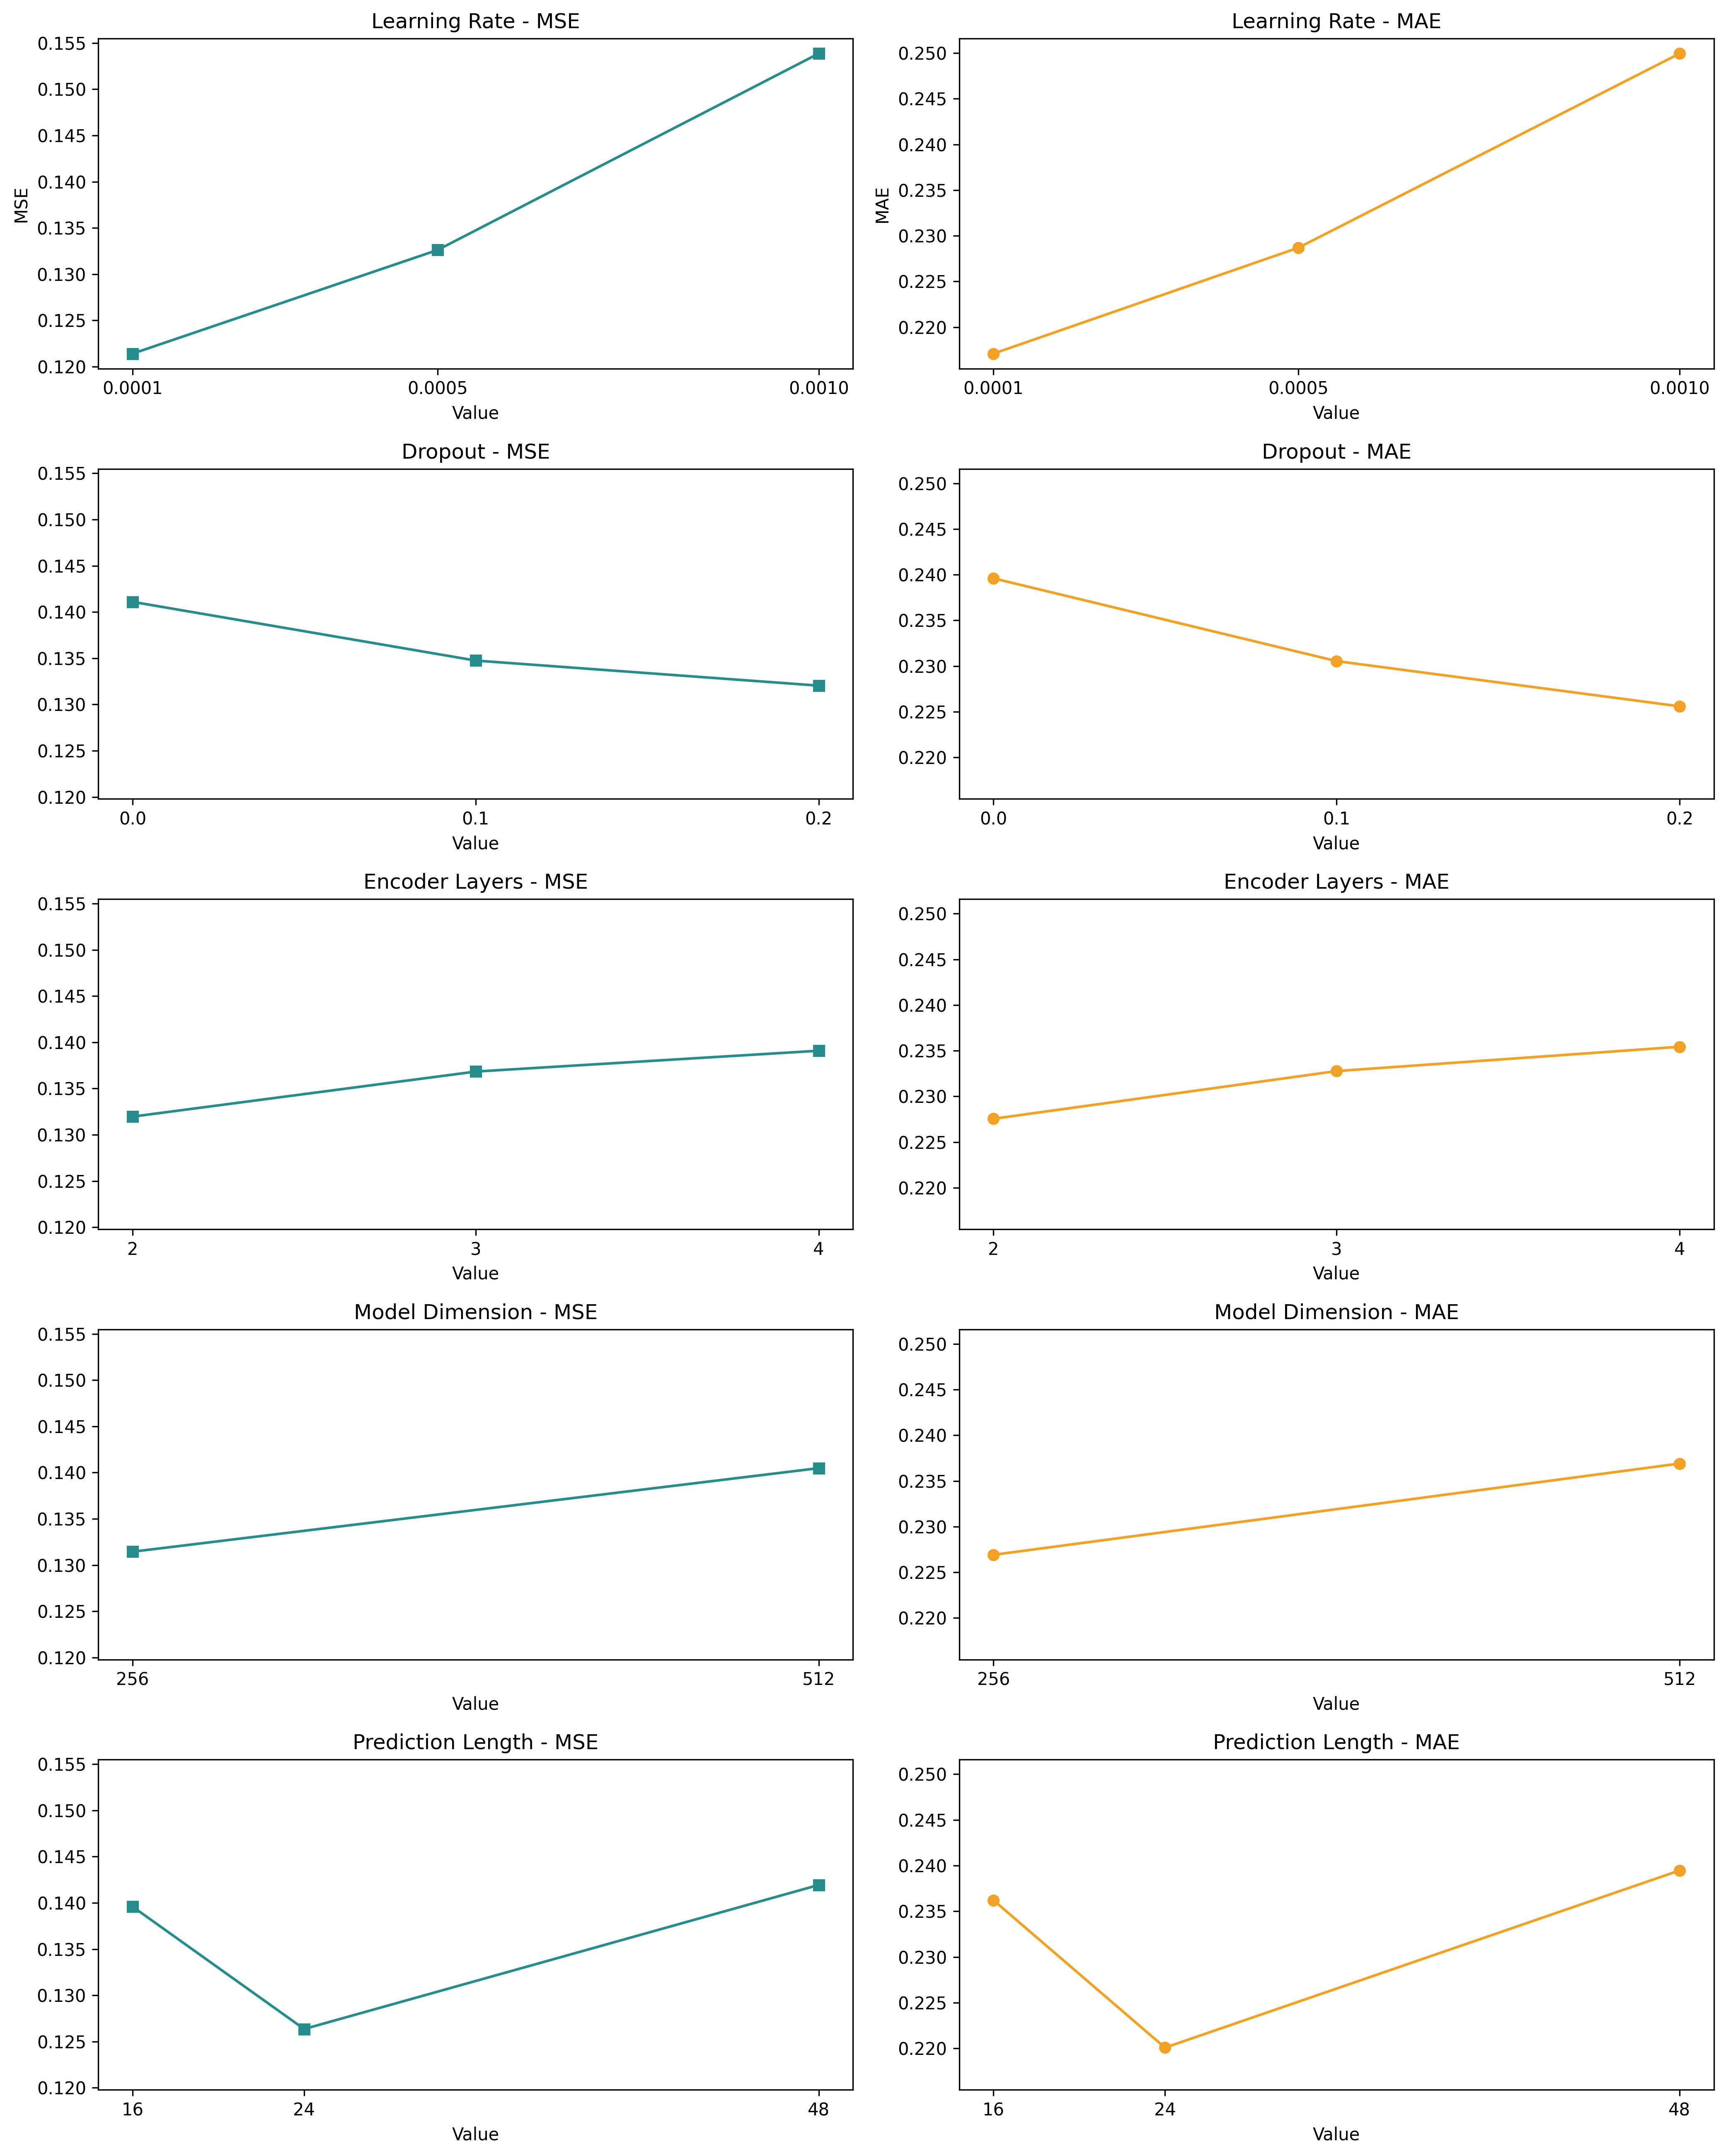 Learning Rate - MSE
0.155
0.150
0.145
0.140
0.135
0.130
0.125
0.120
MSE
0.0001 0.0005 0.0010
Value
Learning Rate - MAE
0.250
0.245
0.240
0.235
0.230
0.225
0.220
MAE
0.0001 0.0005 0.0010
Value
Dropout - MSE
0.155
0.150
0.145
0.140
0.135
0.130
0.125
0.120
0.0 0.1 0.2
Value
Dropout - MAE
0.250
0.245
0.240
0.235
0.230
0.225
0.220
0.0 0.1 0.2
Value
Encoder Layers - MSE
0.155
0.150
0.145
0.140
0.135
0.130
0.125
0.120
2 3 4
Value
Encoder Layers - MAE
0.250
0.245
0.240
0.235
0.230
0.225
0.220
2 3 4
Value
Model Dimension - MSE
0.155
0.150
0.145
0.140
0.135
0.130
0.125
0.120
256 512
Value
Model Dimension - MAE
0.250
0.245
0.240
0.235
0.230
0.225
0.220
256 512
Value
Prediction Length - MSE
0.155
0.150
0.145
0.140
0.135
0.130
0.125
0.120
16 24 48
Value
Prediction Length - MAE
0.250
0.245
0.240
0.235
0.230
0.225
0.220
16 24 48
Value